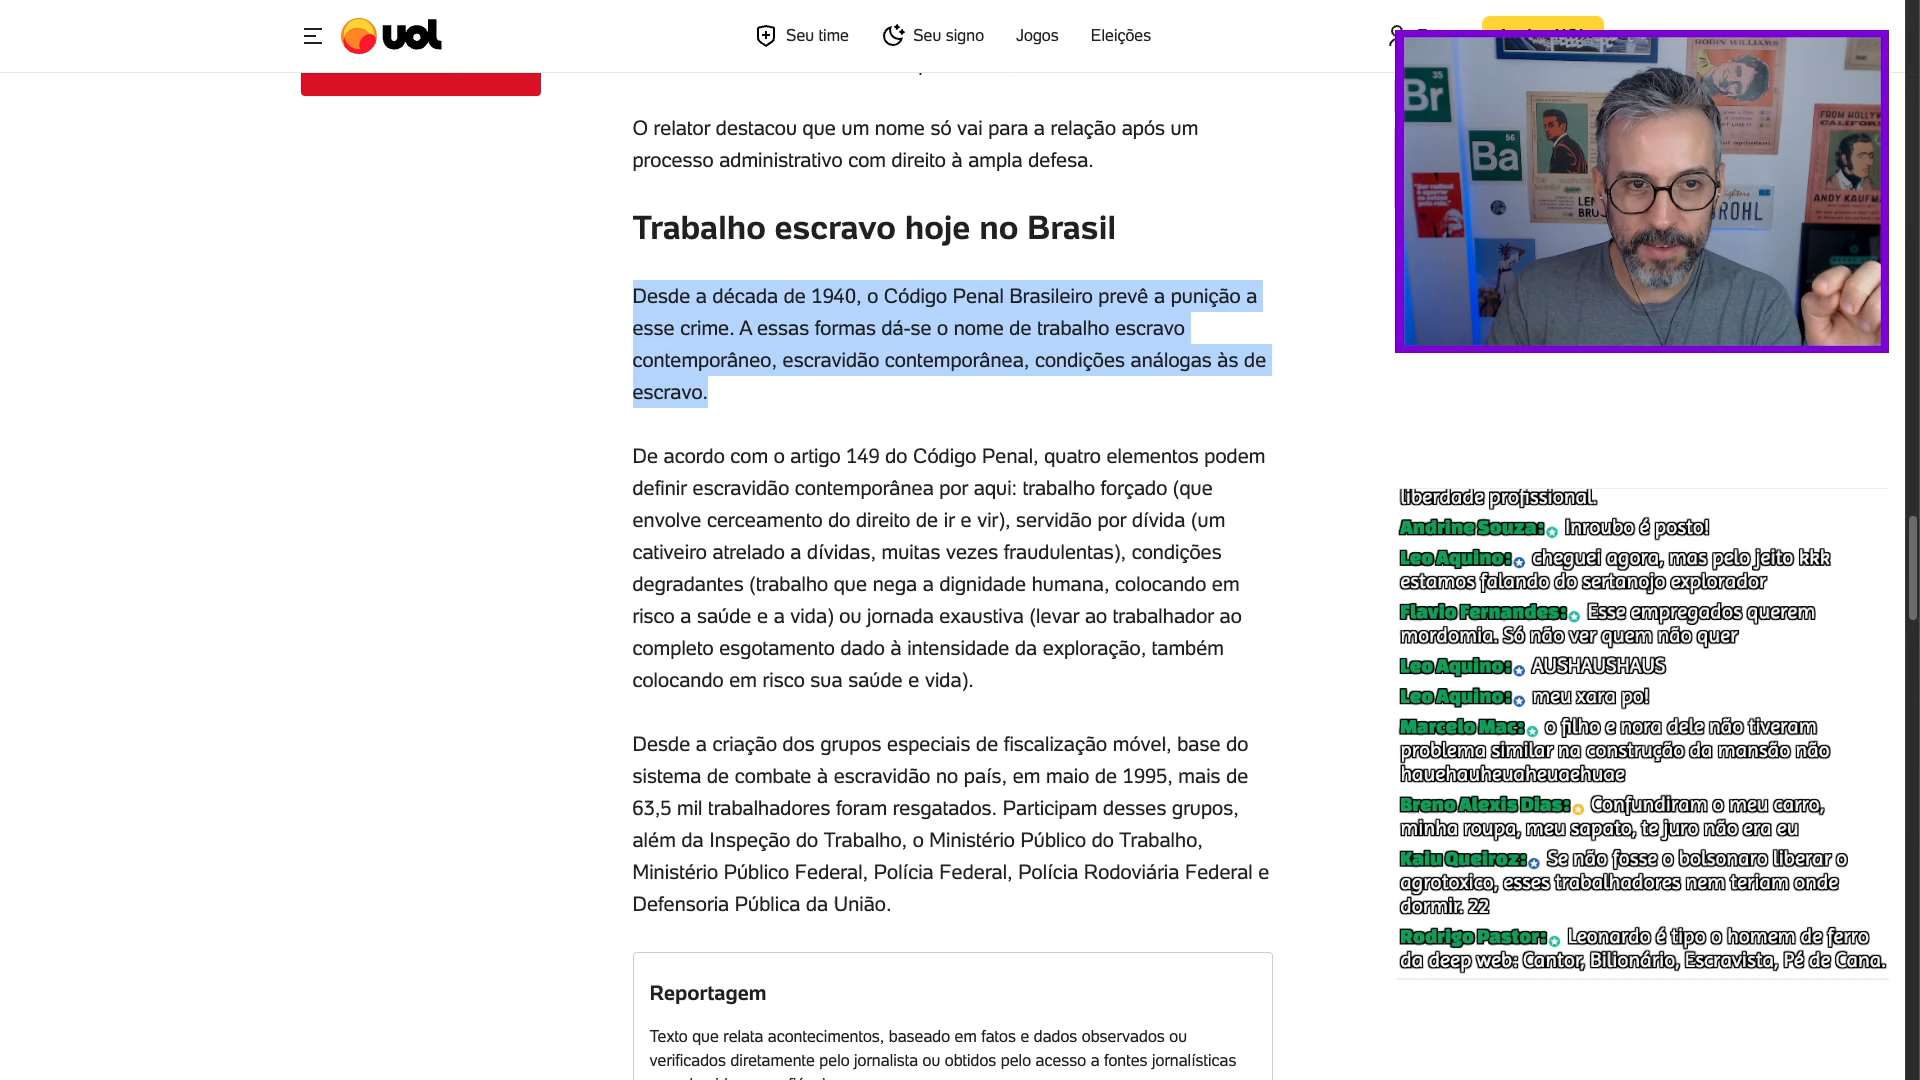 uol
Seu time
Seu signo
Jogos
Eleições
O relator destacou que um nome só vai para a relação após um
processo administrativo com direito à ampla defesa.
Trabalho escravo hoje no Brasil
Desde a década de 1940, o Código Penal Brasileiro prevê a punição a
esse crime. A essas formas dá-se o nome de trabalho escravo
contemporâneo, escravidão contemporânea, condições análogas às de
escravo.
De acordo com o artigo 149 do Código Penal, quatro elementos podem
definir escravidão contemporânea por aqui: trabalho forçado (que
envolve cerceamento do direito de ir e vir), servidão por dívida (um
cativeiro atrelado a dívidas, muitas vezes fraudulentas), condições
degradantes (trabalho que nega a dignidade humana, colocando em
risco a saúde e a vida) ou jornada exaustiva (levar ao trabalhador ao
completo esgotamento dado à intensidade da exploração, também
colocando em risco sua saúde e vida).
Desde a criação dos grupos especiais de fiscalização móvel, base do
sistema de combate à escravidão no país, em maio de 1995, mais de
63,5 mil trabalhadores foram resgatados. Participam desses grupos,
além da Inspeção do Trabalho, o Ministério Público do Trabalho,
Ministério Público Federal, Polícia Federal, Polícia Rodoviária Federal e
Defensoria Pública da União.
Reportagem
Texto que relata acontecimentos, baseado em fatos e dados observados ou
verificados diretamente pelo jornalista ou obtidos pelo acesso a fontes jornalísticas
ROBIN WILLIAMS
35
Br
56
Ba
FROM HOLLYW
CALIFOR
ANDY KAUFM
LEN
BRU
ROHL
liberdade profissional.
Andrine Souza: Inroubo é posto!
Leo Aquino: cheguei agora, mas pelo jeito kkk
estamos falando do sertanojo explorador
Flavio Fernandes: Esse empregados querem
mordomia. Só não ver quem não quer
Leo Aquino: AUSHAUSHAUS
Leo Aquino: meu xara po!
Marcelo Mac: o filho e nora dele não tiveram
problema similar na construção da mansão não
hauehauheuaheuaehuae
Breno Alexis Dias: Confundiram o meu carro,
minha roupa, meu sapato, te juro não era eu
Kaiu Queiroz: Se não fosse o bolsonaro liberar o
agrotoxico, esses trabalhadores nem teriam onde
dormir. 22
Rodrigo Pastor: Leonardo é tipo o homem de ferro
da deep web: Cantor, Bilionário, Escravista, Pé de Cana.